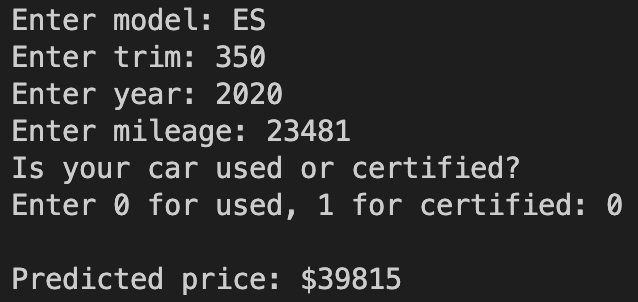 Enter model: ES
Enter trim: 350
Enter year: 2020
Enter mileage: 23481
Is your car used or certified?
Enter 0 for used, 1 for certified: 0
Predicted price: $39815